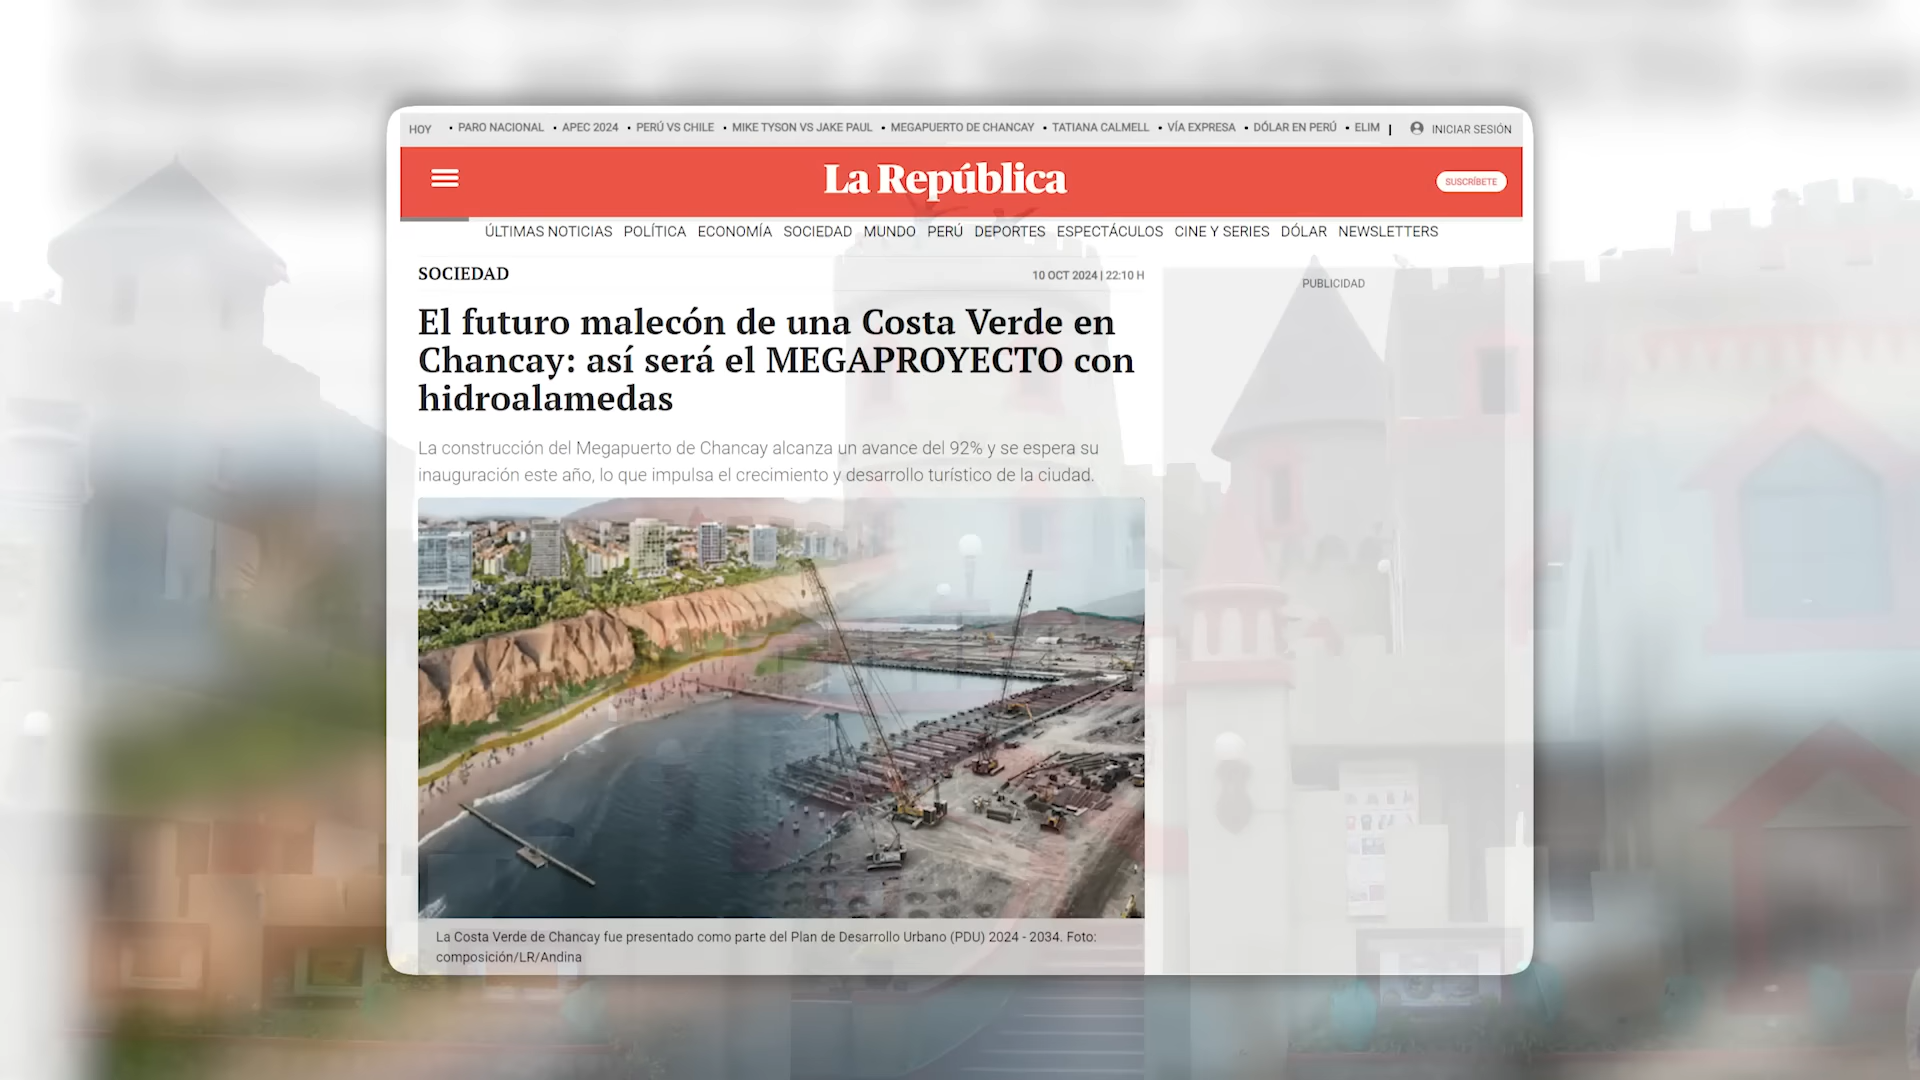 HOY • PARO NACIONAL • APEC 2024 • PERÚ VS CHILE • MIKE TYSON VS JAKE PAUL • MEGAPUERTO DE CHANCAY • TATIANA CALMELL • VÍA EXPRESA • DÓLAR EN PERÚ • ELIM | INICIAR SESIÓN
La República
SUSCRÍBETE
ÚLTIMAS NOTICIAS POLÍTICA ECONOMÍA SOCIEDAD MUNDO PERÚ DEPORTES ESPECTÁCULOS CINE Y SERIES DÓLAR NEWSLETTERS
SOCIEDAD
10 OCT 2024 | 22:10 H
PUBLICIDAD
El futuro malecón de una Costa Verde en
Chancay: así será el MEGAPROYECTO con
hidroalamedas
La construcción del Megapuerto de Chancay alcanza un avance del 92% y se espera su
inauguración este año, lo que impulsa el crecimiento y desarrollo turístico de la ciudad.
La Costa Verde de Chancay fue presentado como parte del Plan de Desarrollo Urbano (PDU) 2024 - 2034. Foto:
composición/LR/Andina